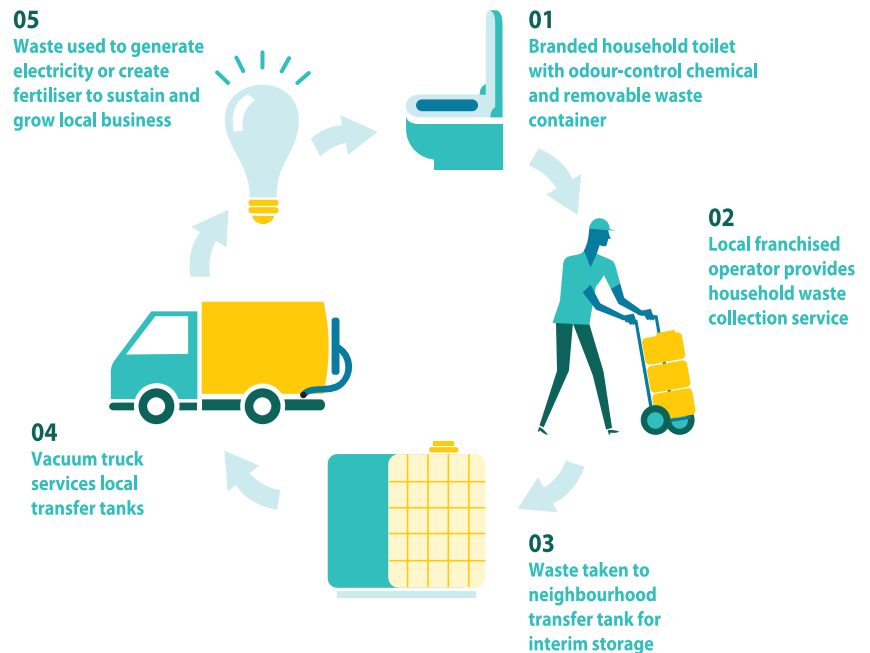 01
Branded household toilet
with odour-control chemical
and removable waste
container
02
Local franchised
operator provides
household waste
collection service
03
Waste taken to
neighbourhood
transfer tank for
interim storage
04
Vacuum truck
services local
transfer tanks
05
Waste used to generate
electricity or create
fertiliser to sustain and
grow local business